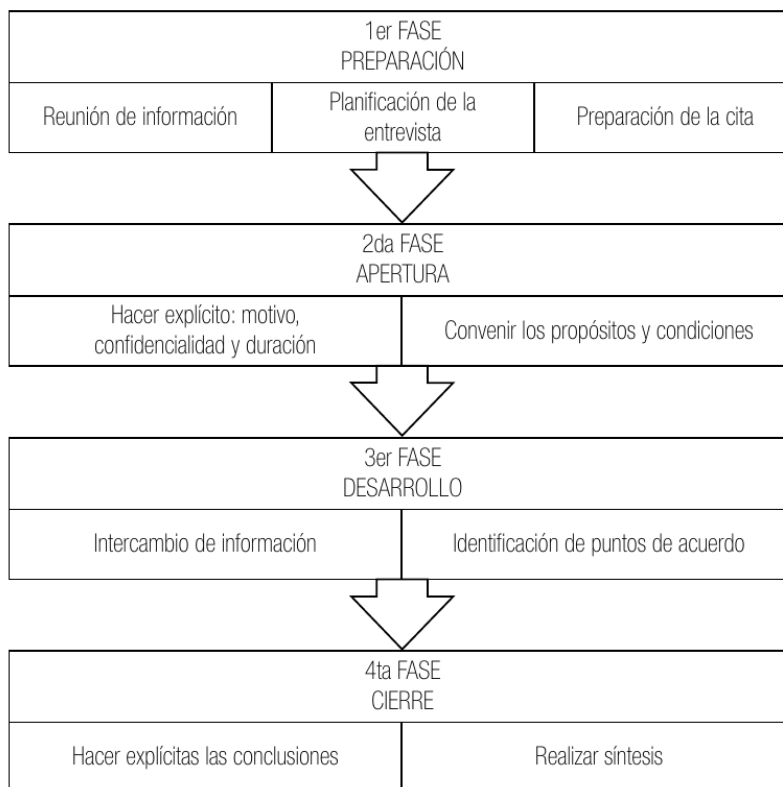 1er FASE
PREPARACIÓN
Reunión de información
Planificación de la
entrevista
Preparación de la cita
2da FASE
APERTURA
Hacer explícito: motivo,
confidencialidad y duración
Convenir los propósitos y condiciones
3er FASE
DESARROLLO
Intercambio de información
Identificación de puntos de acuerdo
4ta FASE
CIERRE
Hacer explícitas las conclusiones
Realizar síntesis